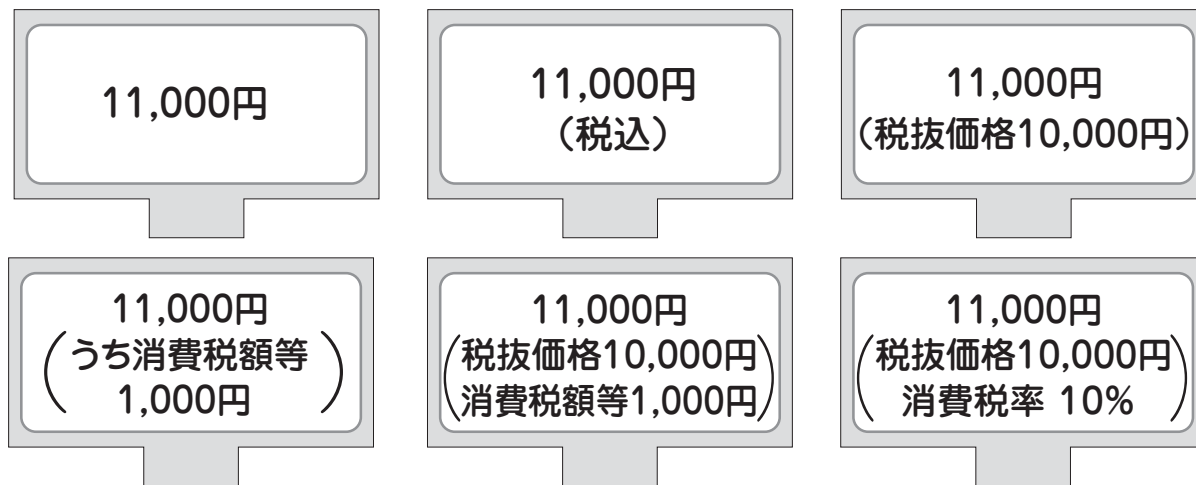 11,000円
11,000円
（税込）
11,000円
（税抜価格10,000円）
11,000円
うち消費税額等
1,000円
11,000円
税抜価格10,000円
消費税額等1,000円
11,000円
税抜価格10,000円
消費税率 10%